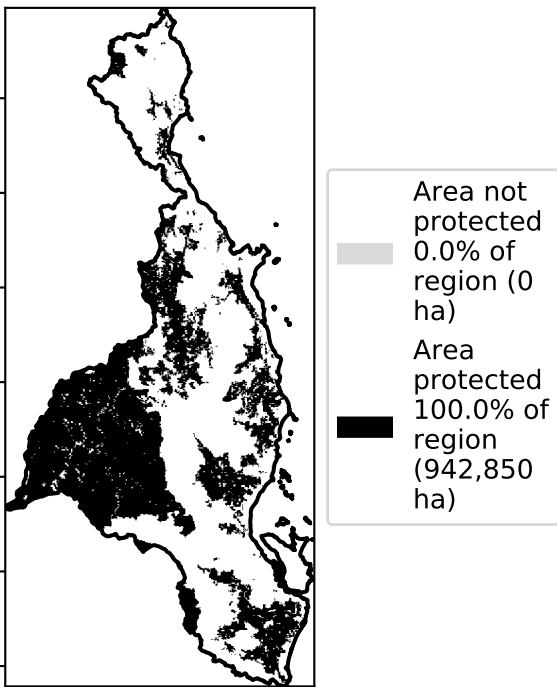 Area not
protected
0.0% of
region (0
ha)
Area
protected
100.0% of
region
(942,850
ha)